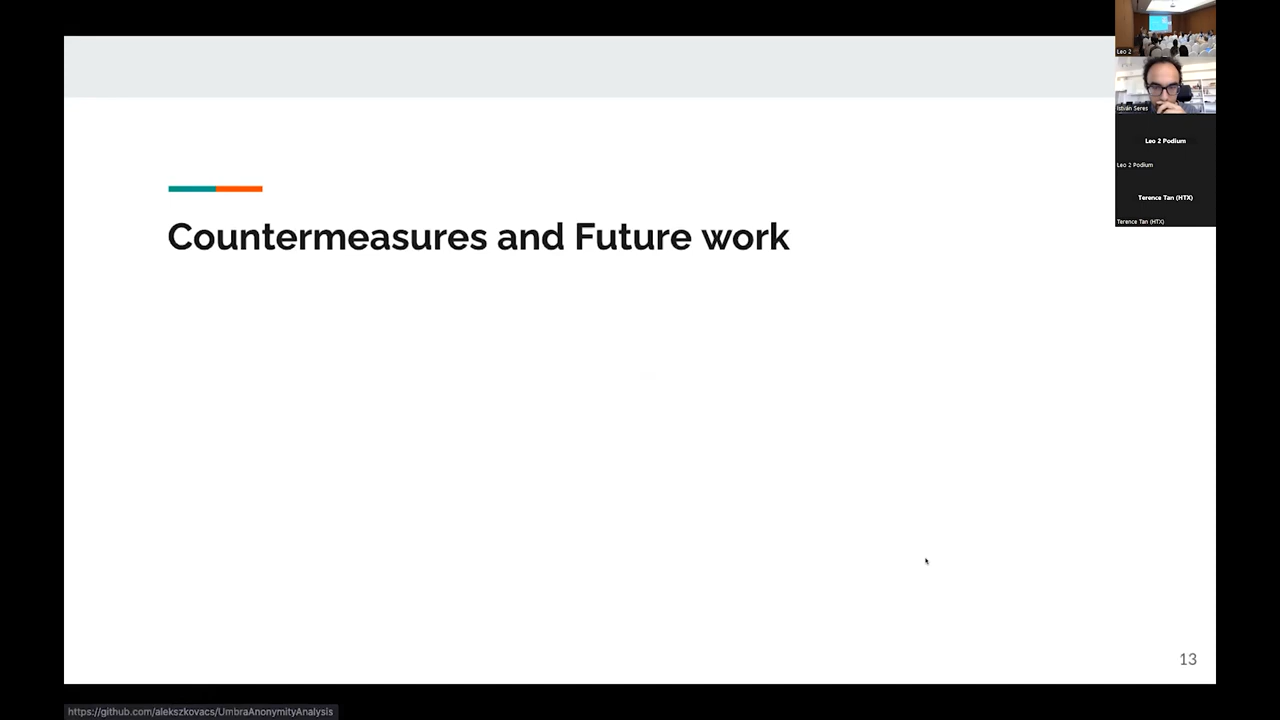 Leo 2
István Seres
Leo 2 Podium
Leo 2 Podium
Terence Tan (HTX)
Terence Tan (HTX)
Countermeasures and Future work
13
https://github.com/alekszkovacs/UmbraAnonymityAnalysis